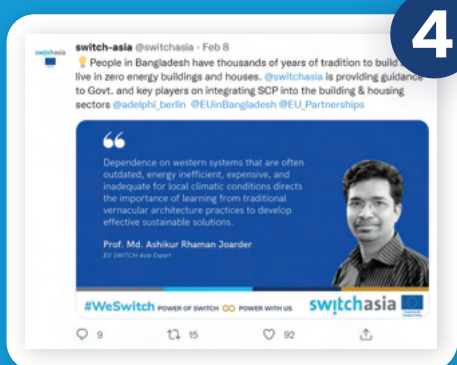 4
switch-asia @switchasia · Feb 8
💡 People in Bangladesh have thousands of years of tradition to build
live in zero energy buildings and houses. @switchasia is providing guidance
to Govt. and key players on integrating SCP into the building & housing
sectors @adelphi_berlin @EUinBangladesh @EU_Partnerships
Dependence on western systems that are often
outdated, energy inefficient, expensive, and
inadequate for local climatic conditions directs
the importance of learning from traditional
vernacular architecture practices to develop
effective sustainable solutions.
Prof. Md. Ashikur Rhaman Joarder
EU SWITCH-Asia Expert
#WeSwitch POWER OF SWITCH POWER WITH US switchasia
9 15 92